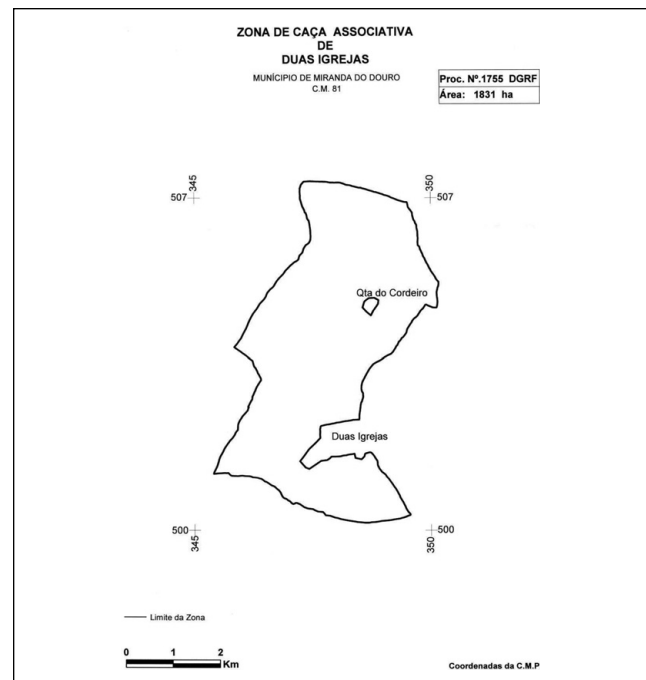 ZONA DE CAÇA ASSOCIATIVA
DE
DUAS IGREJAS
MUNÍCIPIO DE MIRANDA DO DOURO
C.M. 81
Proc. Nº.1755 DGRF
Área: 1831 ha
345
350
507
507
Qta do Cordeiro
Duas Igrejas
500
500
345
350
Limite da Zona
0 1 2
Km
Coordenadas da C.M.P